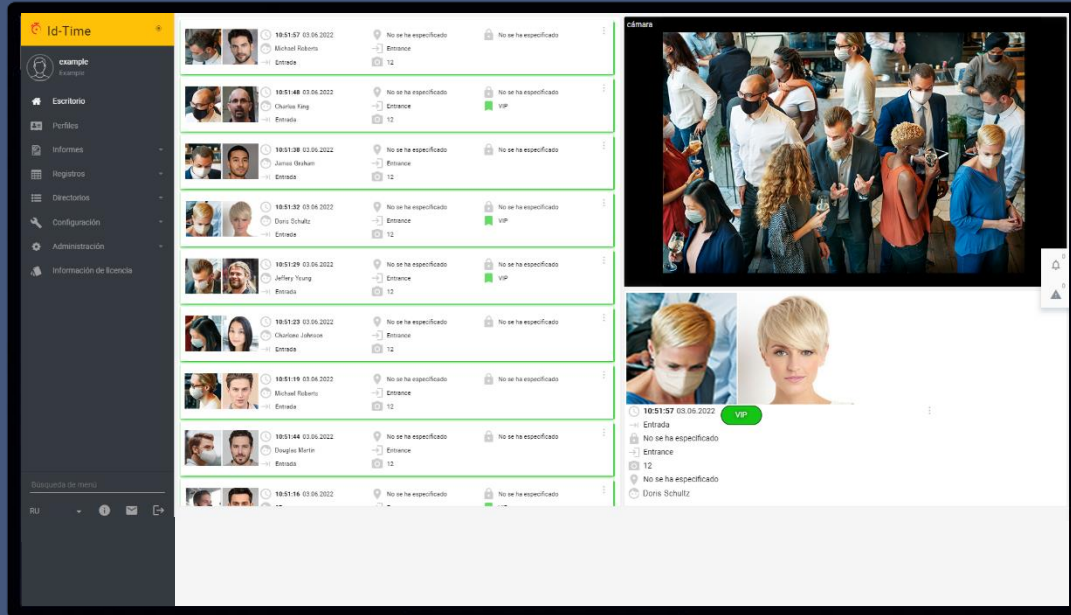 Id-Time
example
Example
Escritorio
Perfiles
Informes
Registros
Directorios
Configuración
Administración
Información de licencia
Búsqueda de menú
RU
10:51:57 03.06.2022 No se ha especificado No se ha especificado
Michael Roberts Entrance
Entrada 12
10:51:48 03.06.2022 No se ha especificado No se ha especificado
Charles King Entrance VIP
Entrada 12
10:51:38 03.06.2022 No se ha especificado No se ha especificado
James Graham Entrance
Entrada 12
10:51:32 03.06.2022 No se ha especificado No se ha especificado
Doris Schultz Entrance VIP
Entrada 12
10:51:29 03.06.2022 No se ha especificado No se ha especificado
Jeffery Young Entrance VIP
Entrada 12
10:51:23 03.06.2022 No se ha especificado
Charlene Johnson Entrance
Entrada 12
10:51:19 03.06.2022 No se ha especificado No se ha especificado
Michael Roberts Entrance
Entrada 12
10:51:44 03.06.2022 No se ha especificado No se ha especificado
Douglas Martin Entrance
Entrada 12
10:51:16 03.06.2022 No se ha especificado No se ha especificado
cámara
0
0
10:51:57 03.06.2022 VIP
Entrada
No se ha especificado
Entrance
12
No se ha especificado
Doris Schultz